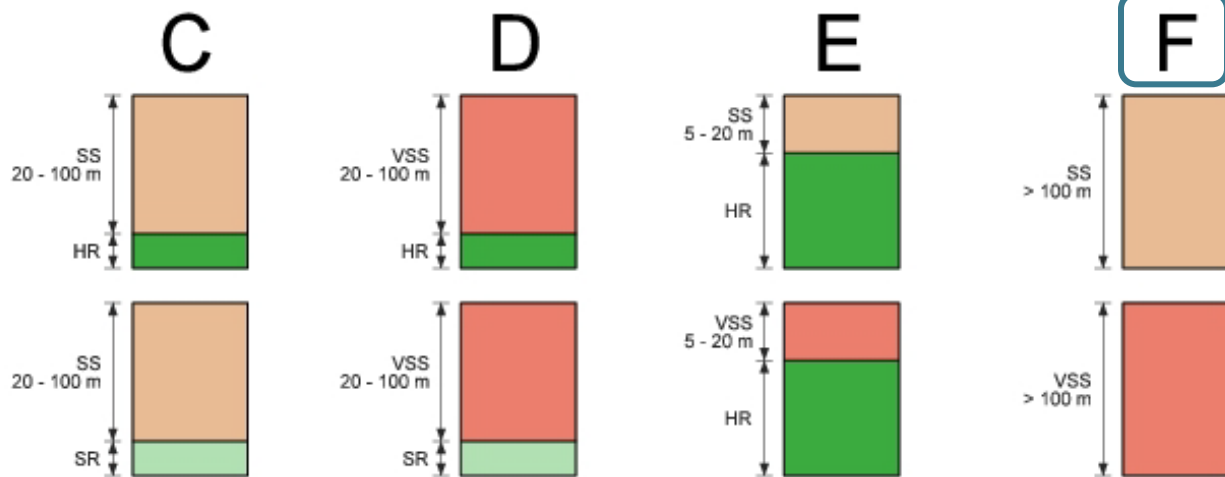 C
D
E
F
SS
20 - 100 m
HR
VSS
20 - 100 m
HR
SS
5 - 20 m
HR
SS
> 100 m
SS
20 - 100 m
SR
VSS
20 - 100 m
SR
VSS
5 - 20 m
HR
VSS
> 100 m